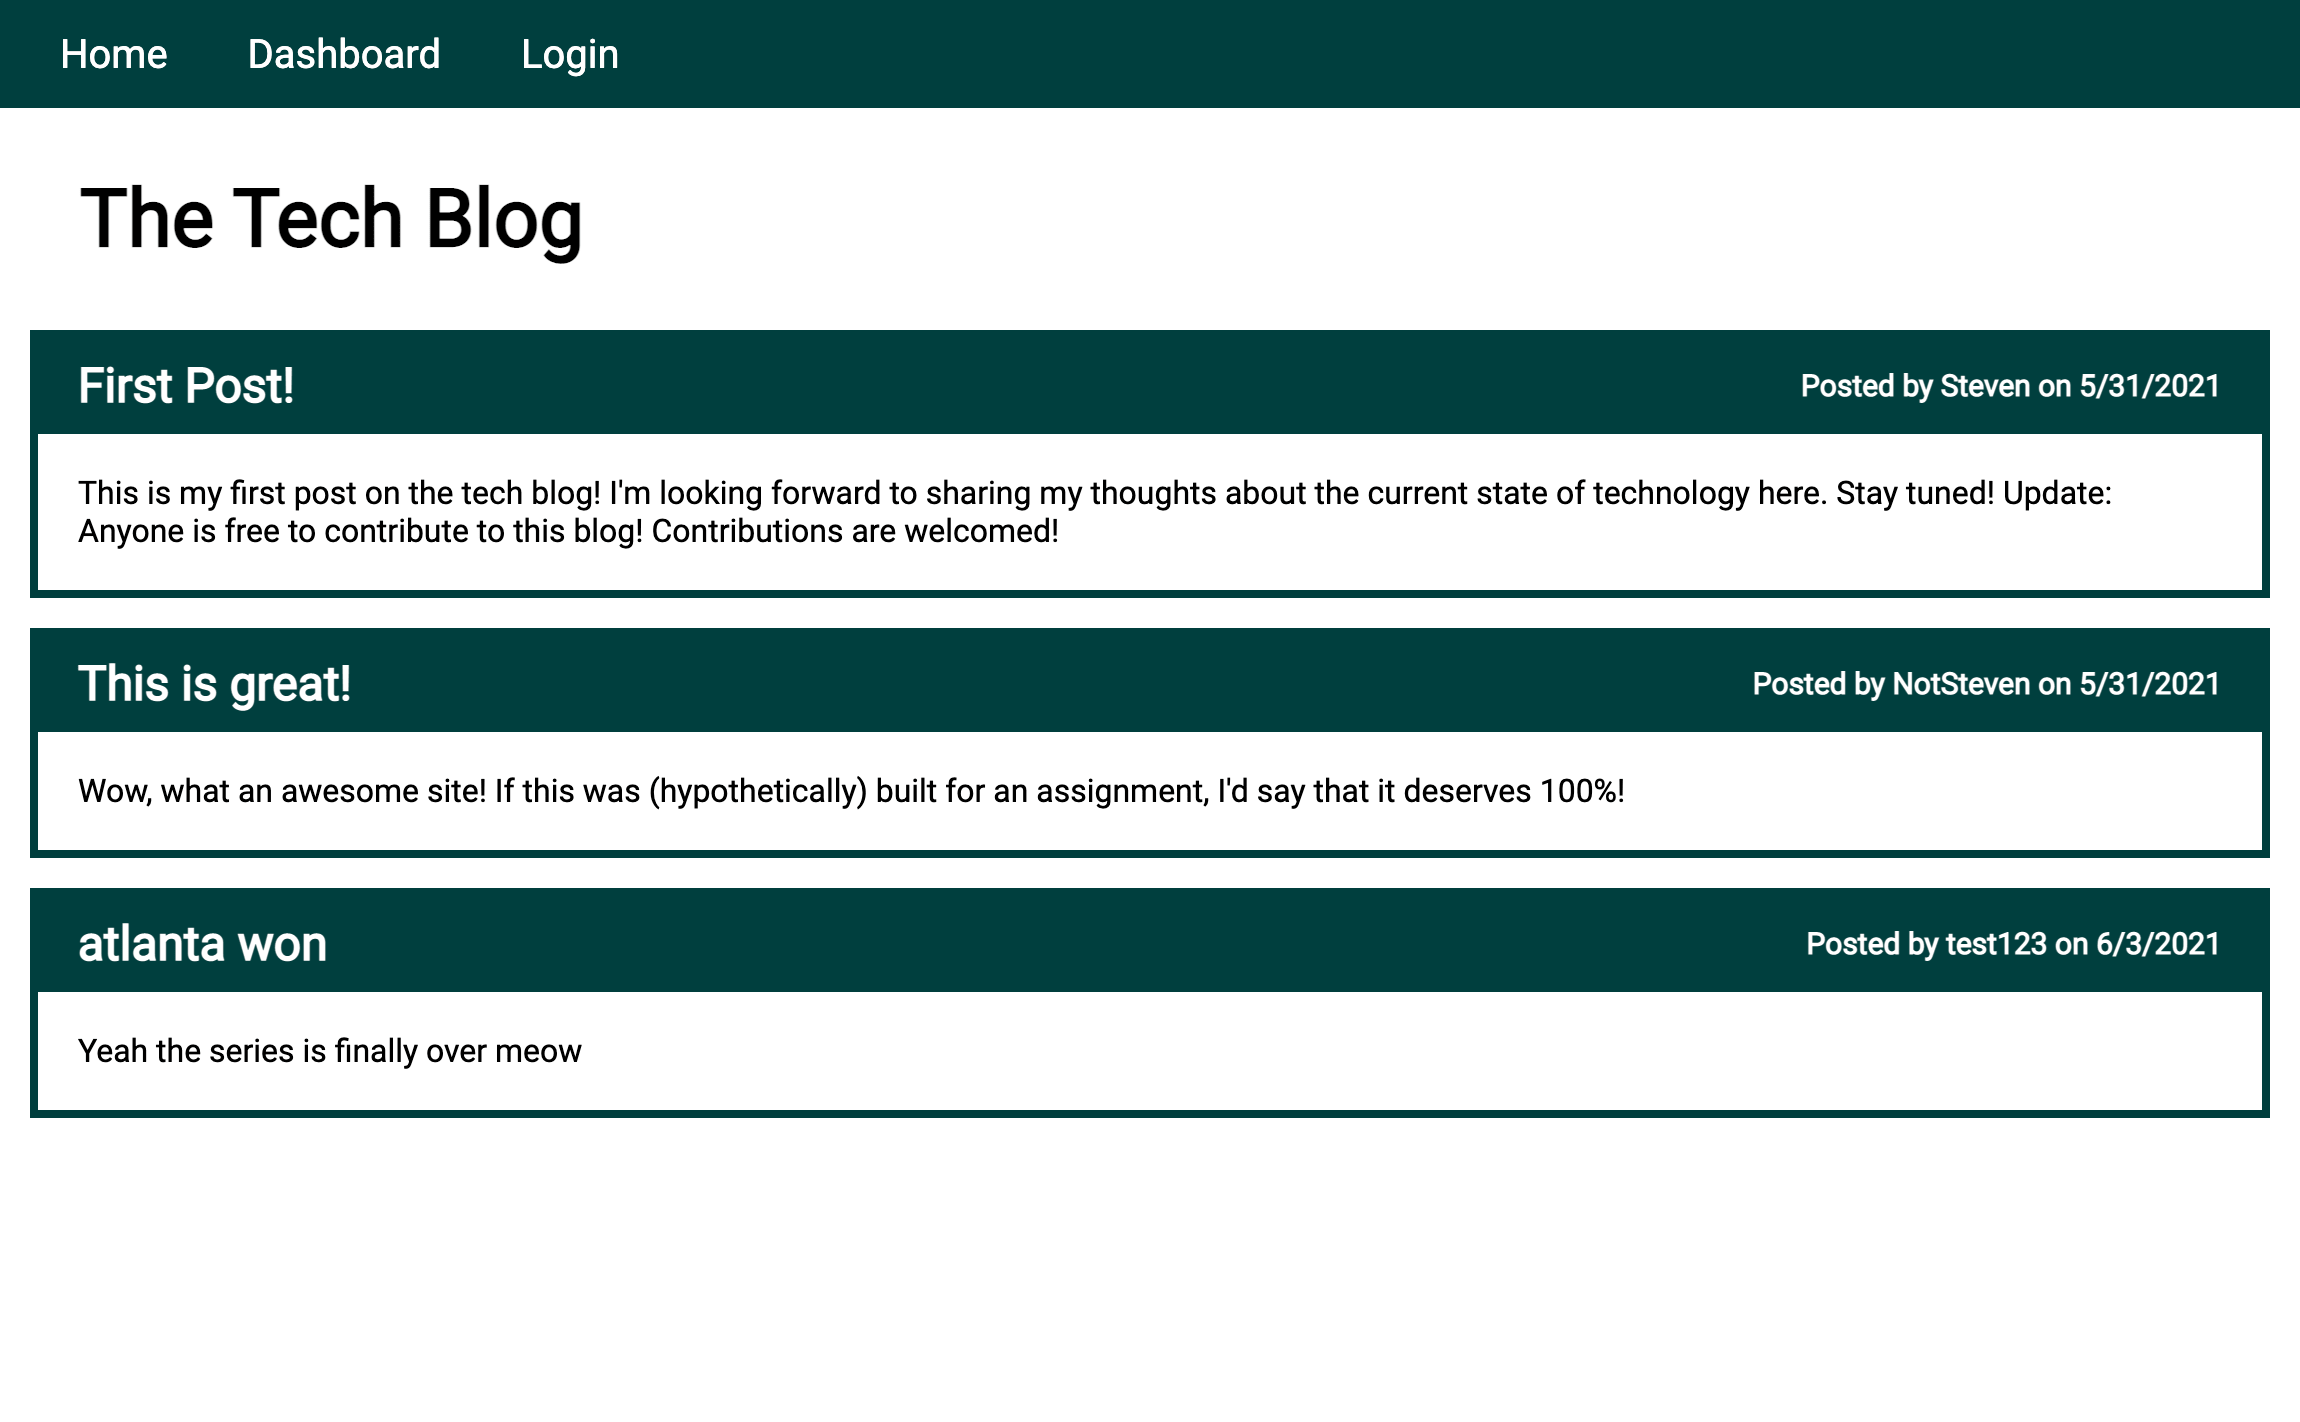 Home Dashboard Login
The Tech Blog
First Post! Posted by Steven on 5/31/2021
This is my first post on the tech blog! I'm looking forward to sharing my thoughts about the current state of technology here. Stay tuned! Update:
Anyone is free to contribute to this blog! Contributions are welcomed!
This is great! Posted by NotSteven on 5/31/2021
Wow, what an awesome site! If this was (hypothetically) built for an assignment, I'd say that it deserves 100%!
atlanta won Posted by test123 on 6/3/2021
Yeah the series is finally over meow